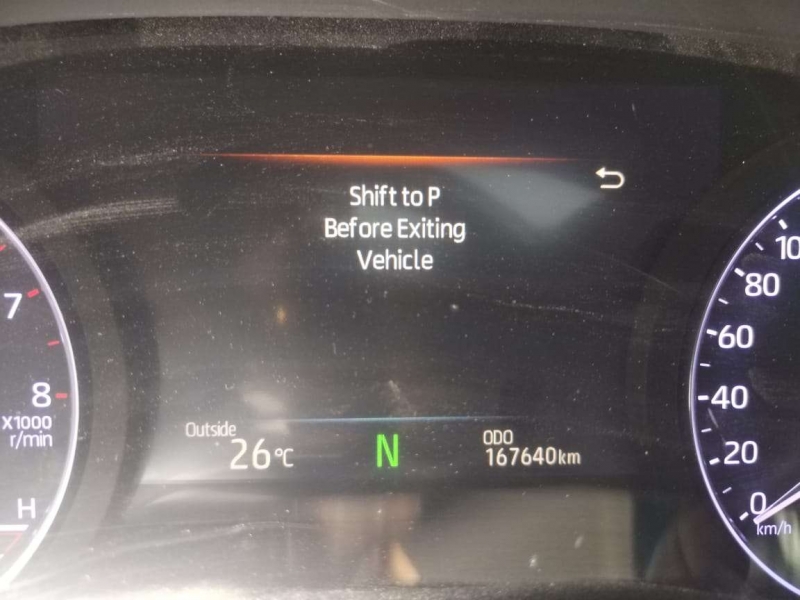 Shift to P
Before Exiting
Vehicle
7
8
X1000
r/min
H
Outside
26°C
N
ODO
167640km
80
60
40
20
0
km/h